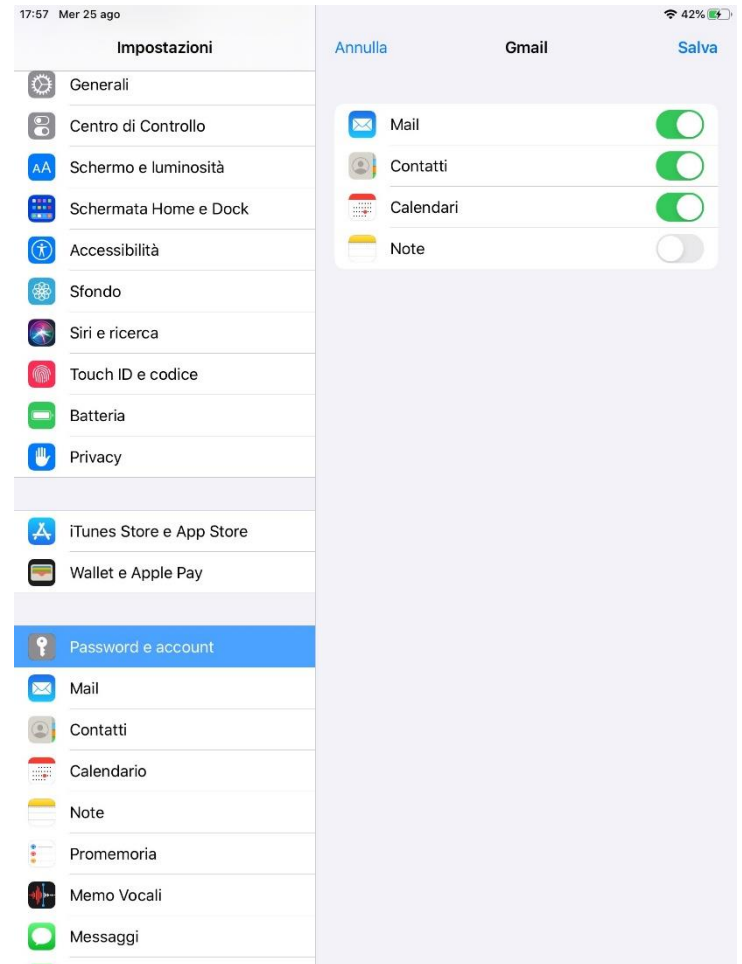 17:57 Mer 25 ago
42%
Impostazioni
Generali
Centro di Controllo
AA Schermo e luminosità
Schermata Home e Dock
Accessibilità
Sfondo
Siri e ricerca
Touch ID e codice
Batteria
Privacy
iTunes Store e App Store
Wallet e Apple Pay
Password e account
Mail
Contatti
Calendario
Note
Promemoria
Memo Vocali
Messaggi
Annulla Gmail Salva
Mail
Contatti
Calendari
Note